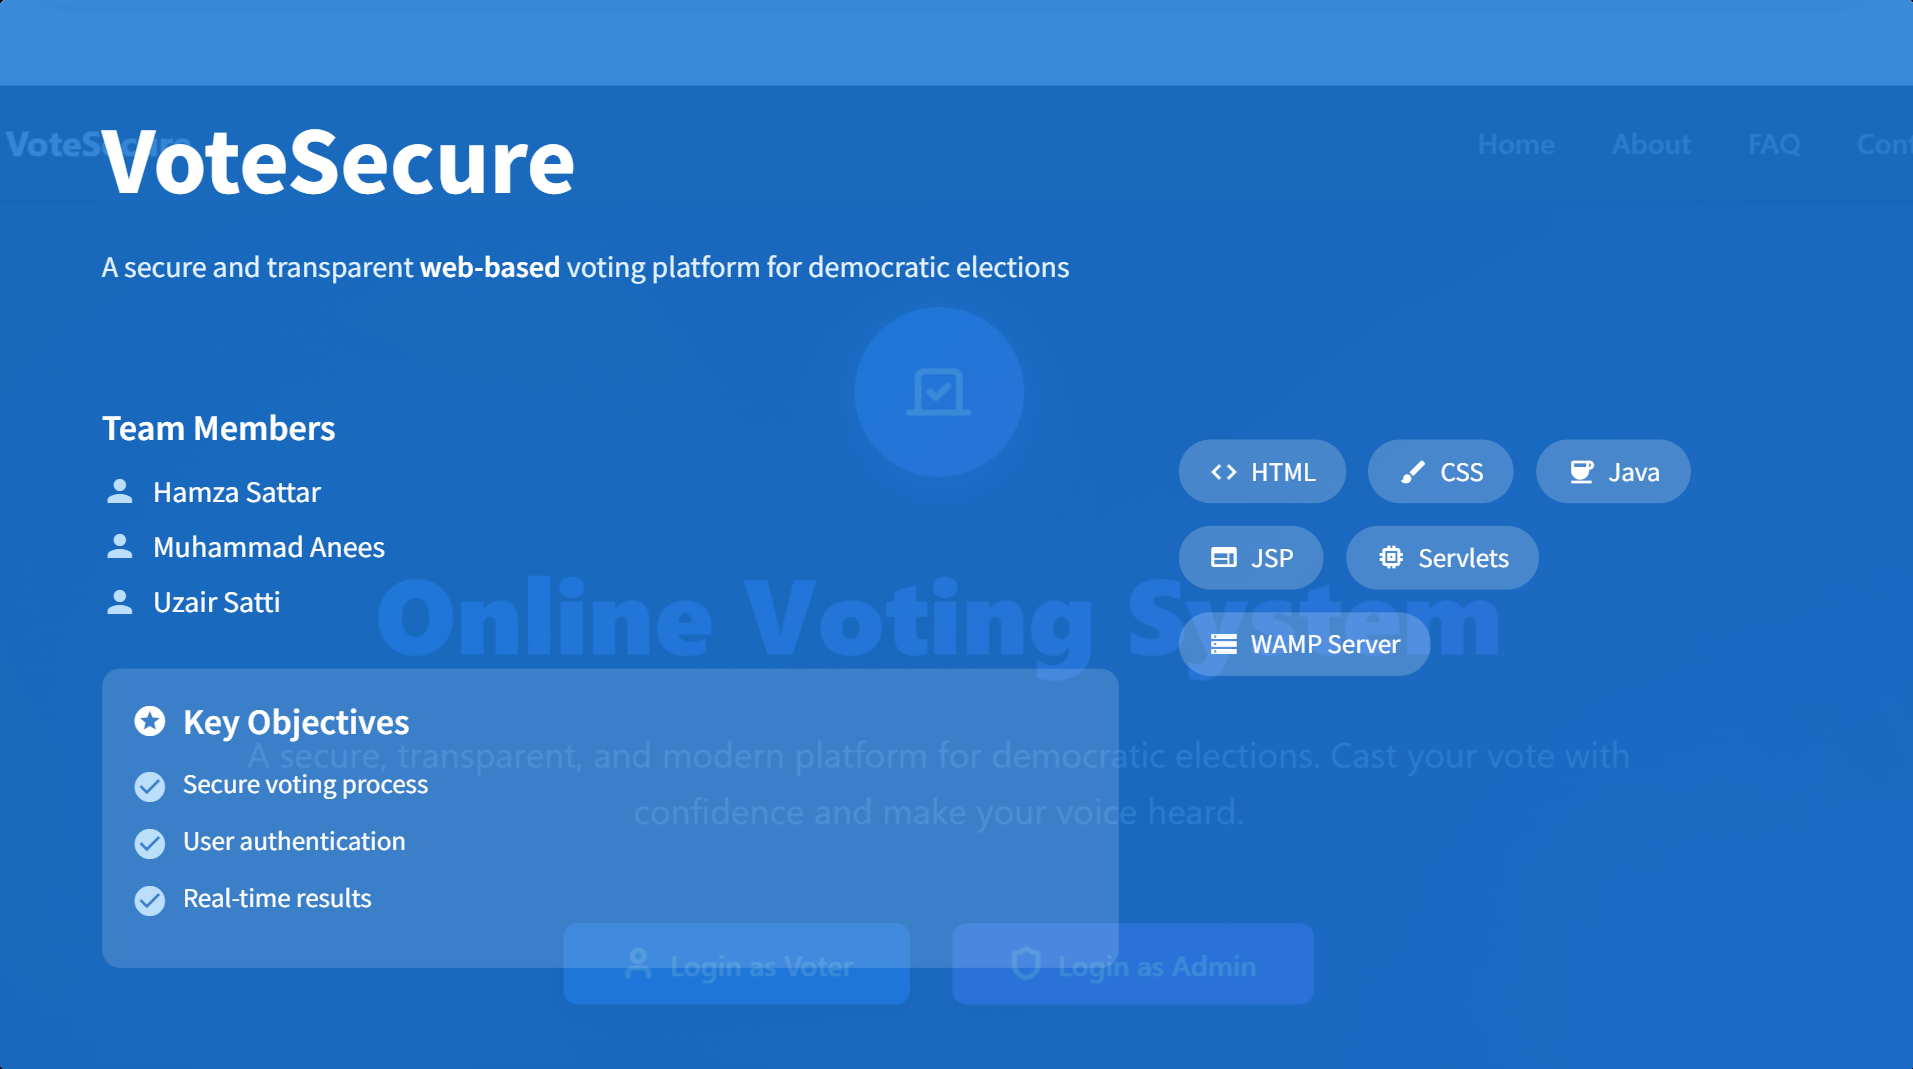 VoteSecure
Home About FAQ
VoteSecure
A secure and transparent web-based voting platform for democratic elections
Team Members
Hamza Sattar
Muhammad Anees
Uzair Satti
HTML CSS Java
JSP Servlets
WAMP Server
Online Voting System
Key Objectives
Secure voting process
User authentication
Real-time results
A secure, transparent, and modern platform for democratic elections. Cast your vote with
confidence and make your voice heard.
Login as Voter Login as Admin